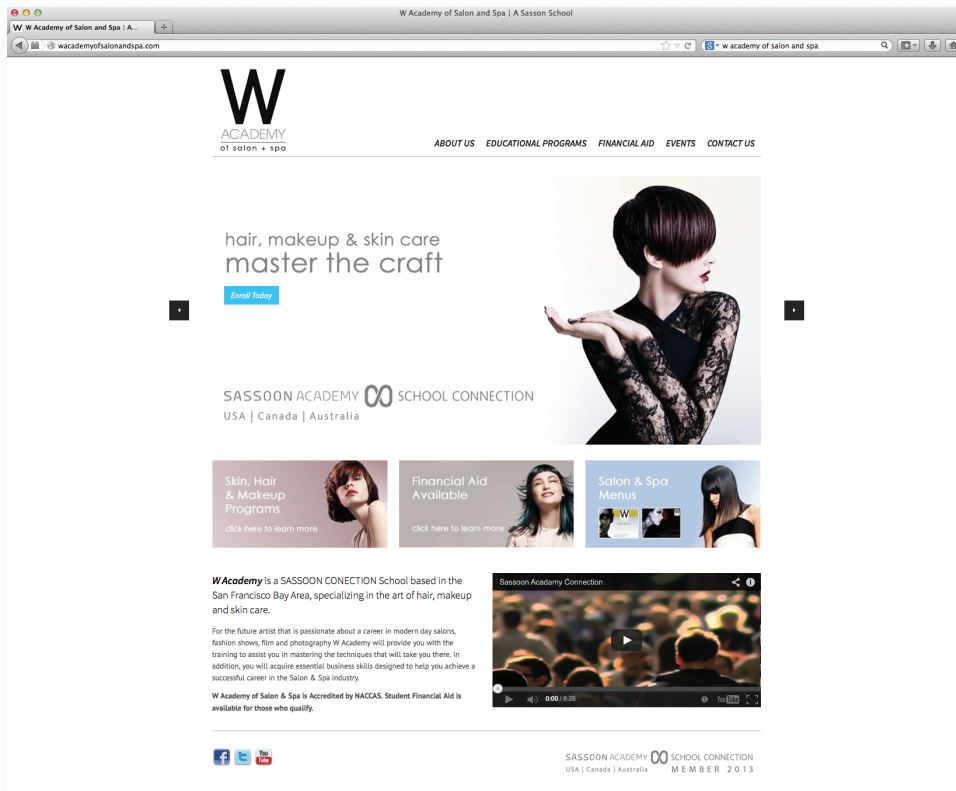 W Academy of Salon and Spa | A Sasson School
W W Academy of Salon and Spa | A...
wacademyofsalonandspa.com
w academy of salon and spa
W
ACADEMY
of salon + spa
ABOUT US EDUCATIONAL PROGRAMS FINANCIAL AID EVENTS CONTACT US
hair, makeup & skin care
master the craft
Enroll Today
SASSOON ACADEMY SCHOOL CONNECTION
USA | Canada | Australia
Skin, Hair
& Makeup
Programs
click here to learn more
Financial Aid
Available
click here to learn more
Salon & Spa
Menus
W
W Academy is a SASSOON CONECTION School based in the
San Francisco Bay Area, specializing in the art of hair, makeup
and skin care.
For the future artist that is passionate about a career in modern day salons,
fashion shows, film and photography W Academy will provide you with the
training to assist you in mastering the techniques that will take you there. In
addition, you will acquire essential business skills designed to help you achieve a
successful career in the Salon & Spa industry.
W Academy of Salon & Spa is Accredited by NACCAS. Student Financial Aid is
available for those who qualify.
Sassoon Acadamy Connection
0:00 / 6:28
YouTube
You
Tube
SASSOON ACADEMY SCHOOL CONNECTION
USA | Canada | Australia MEMBER 2013